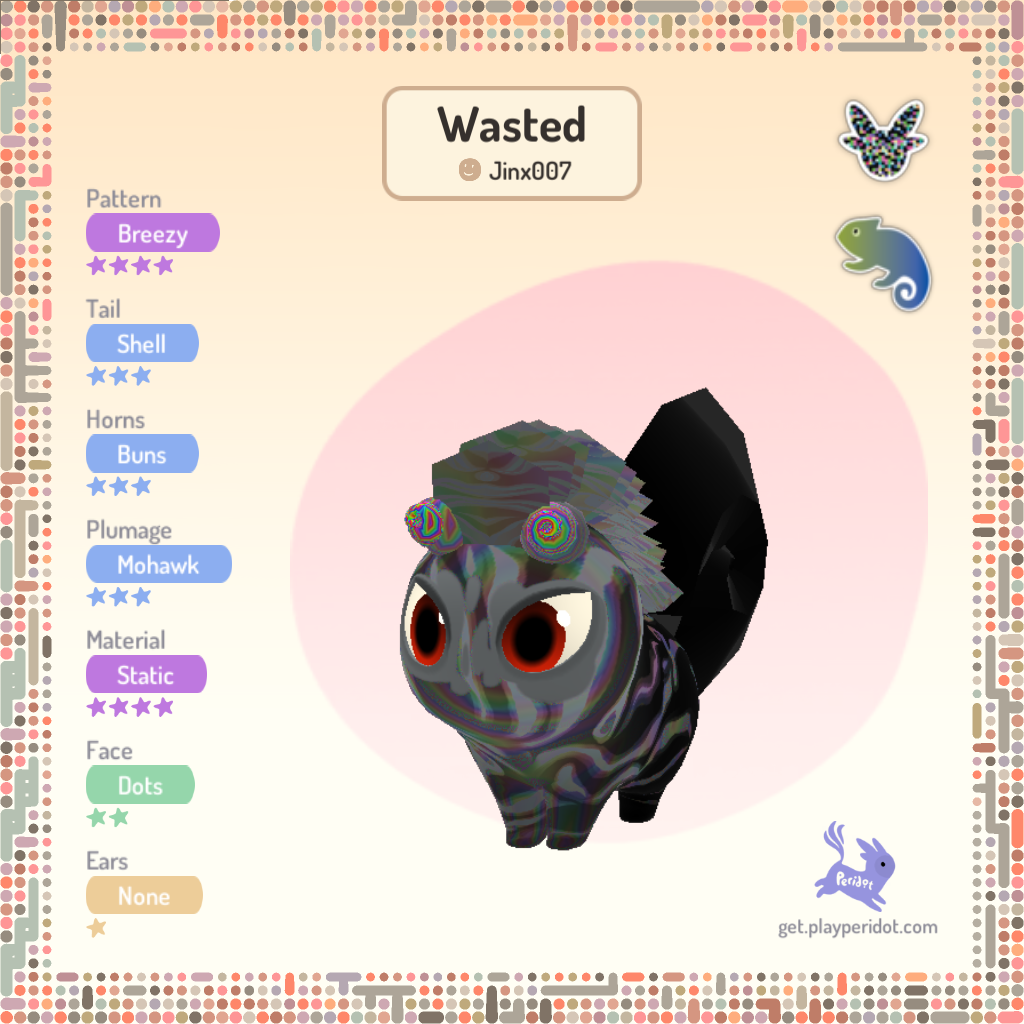 Wasted
Jinx007
Pattern
Breezy
Tail
Shell
Horns
Buns
Plumage
Mohawk
Material
Static
Face
Dots
Ears
None
Peridot
get.playperidot.com